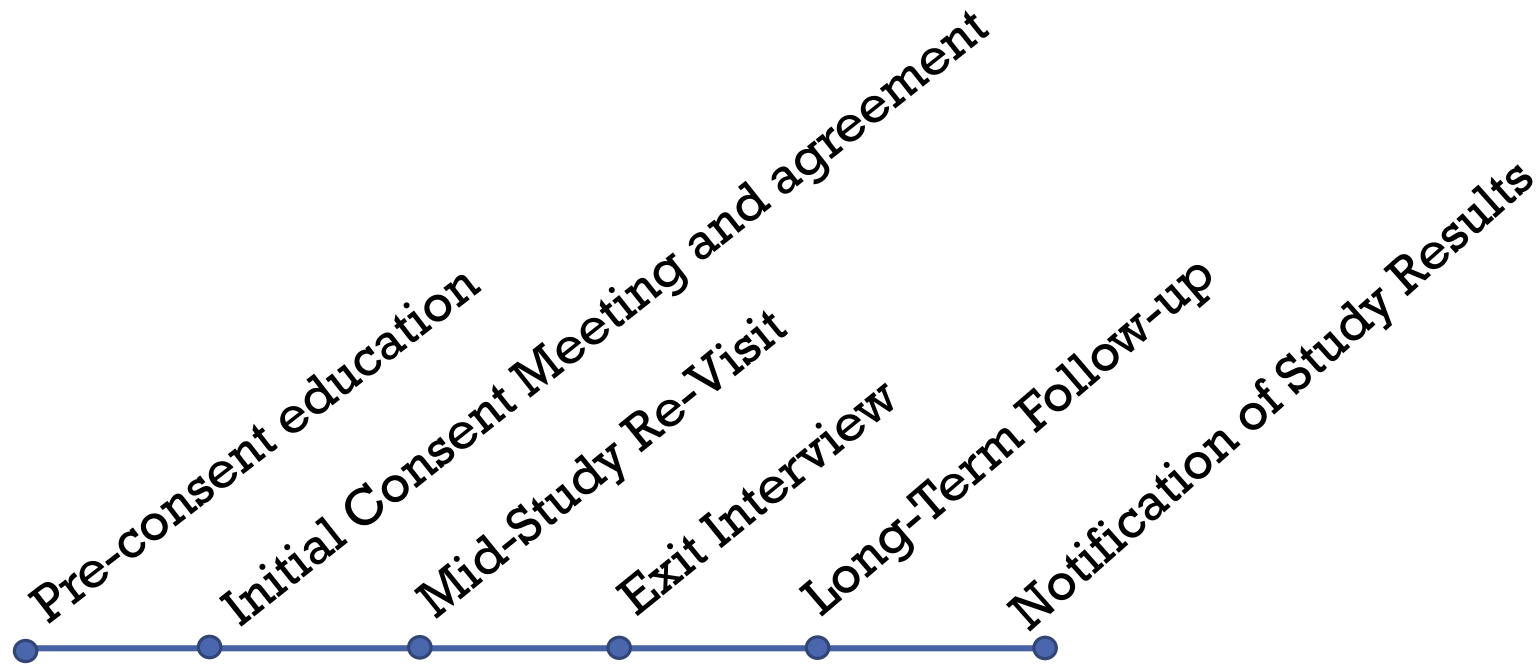 Pre-consent education
Initial Consent Meeting and agreement
Mid-Study Re-Visit
Exit Interview
Long-Term Follow-up
Notification of Study Results